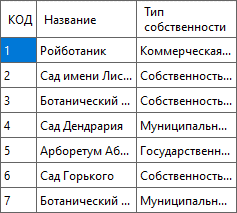 КОД Название Тип собственности
1 Ройботаник Коммерческая...
2 Сад имени Лис... Собственность...
3 Ботанический ... Собственность...
4 Сад Дендрария Муниципальн...
5 Арборетум Аб... Государственн...
6 Сад Горького Собственность...
7 Ботанический ... Муниципальн...